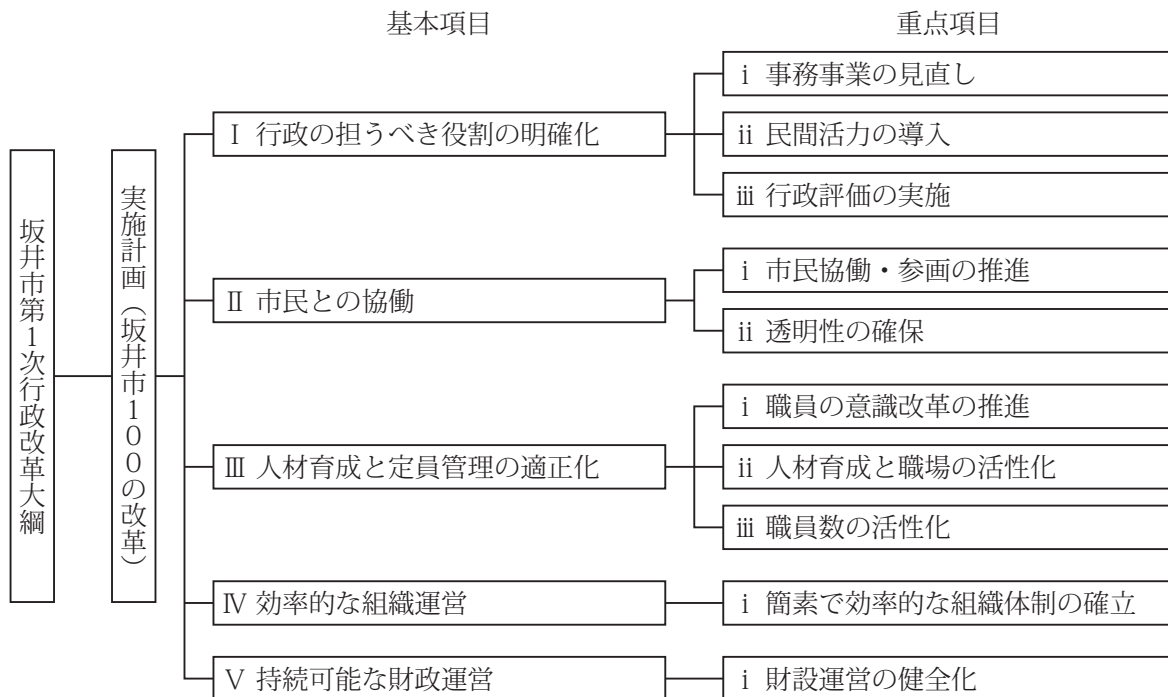 基本項目
重点項目
坂井市第1次行政改革大綱
実施計画（坂井市100の改革）
Ⅰ 行政の担うべき役割の明確化
ⅰ 事務事業の見直し
ⅱ 民間活力の導入
ⅲ 行政評価の実施
Ⅱ 市民との協働
ⅰ 市民協働・参画の推進
ⅱ 透明性の確保
Ⅲ 人材育成と定員管理の適正化
ⅰ 職員の意識改革の推進
ⅱ 人材育成と職場の活性化
ⅲ 職員数の活性化
Ⅳ 効率的な組織運営
ⅰ 簡素で効率的な組織体制の確立
Ⅴ 持続可能な財政運営
ⅰ 財設運営の健全化